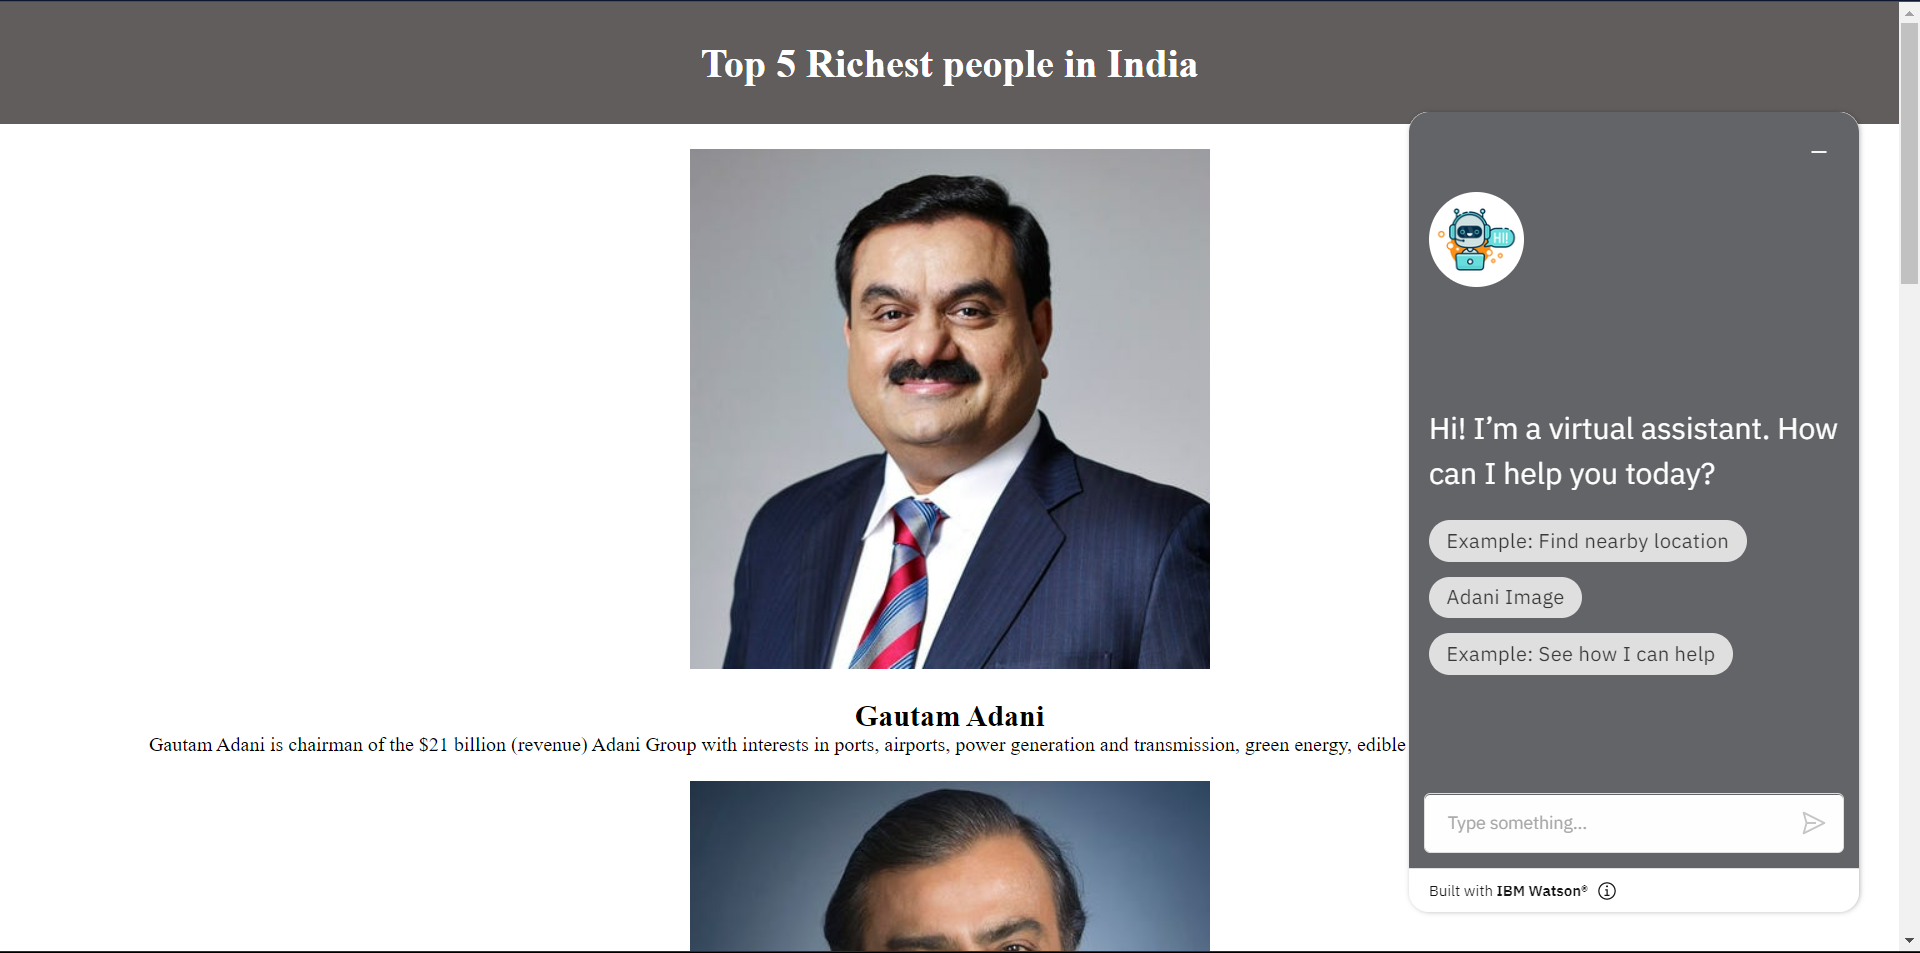 Top 5 Richest people in India
Gautam Adani
Gautam Adani is chairman of the $21 billion (revenue) Adani Group with interests in ports, airports, power generation and transmission, green energy, edible
Hi!
Hi! I’m a virtual assistant. How
can I help you today?
Example: Find nearby location
Adani Image
Example: See how I can help
Type something...
Built with IBM Watson®